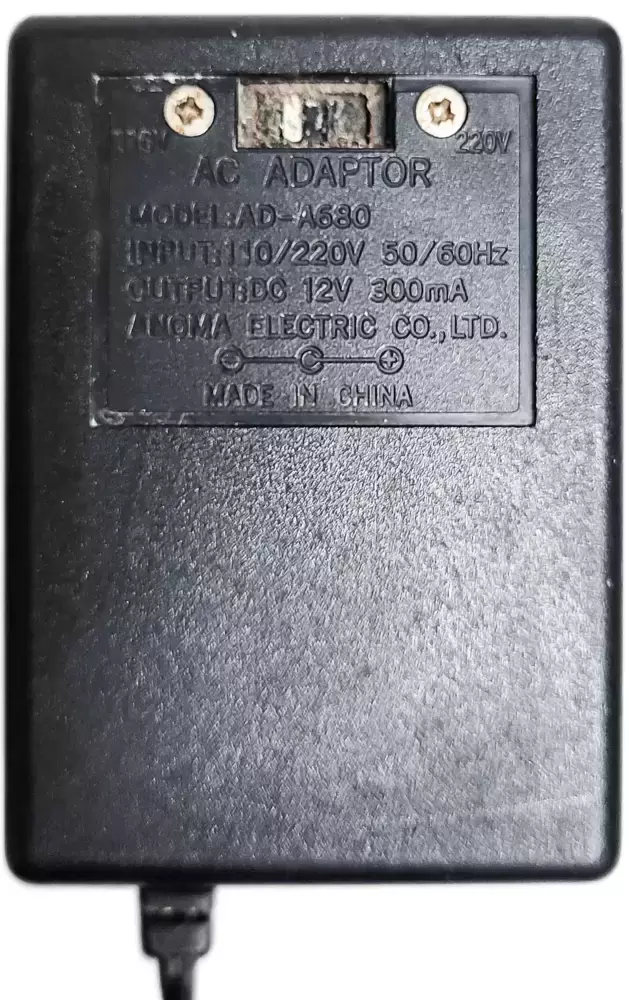 110V 220V
AC ADAPTOR
MODEL:AD-A680
INPUT:110/220V 50/60Hz
OUTPUT:DC 12V 300mA
ANOMA ELECTRIC CO.,LTD.
MADE IN CHINA